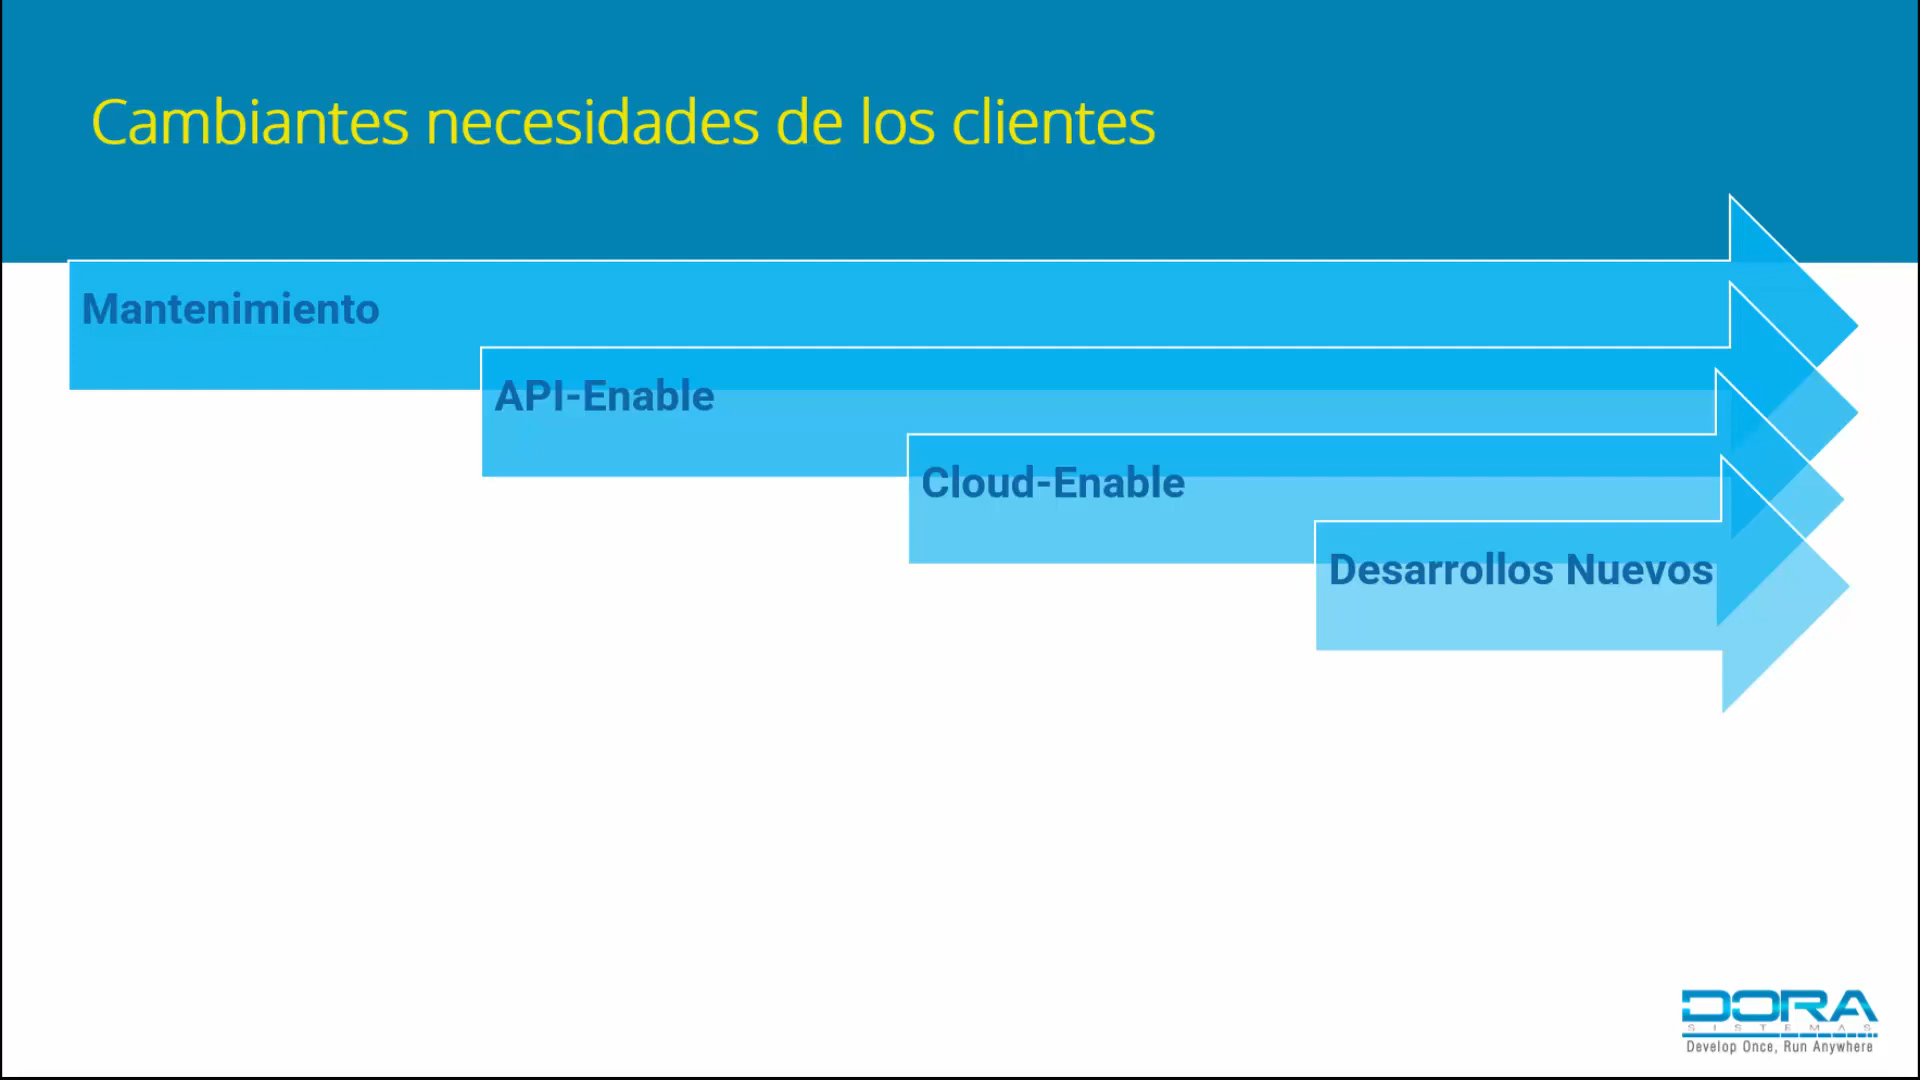 Cambiantes necesidades de los clientes
Mantenimiento
API-Enable
Cloud-Enable
Desarrollos Nuevos
DORA
SISTEMAS
Develop Once, Run Anywhere